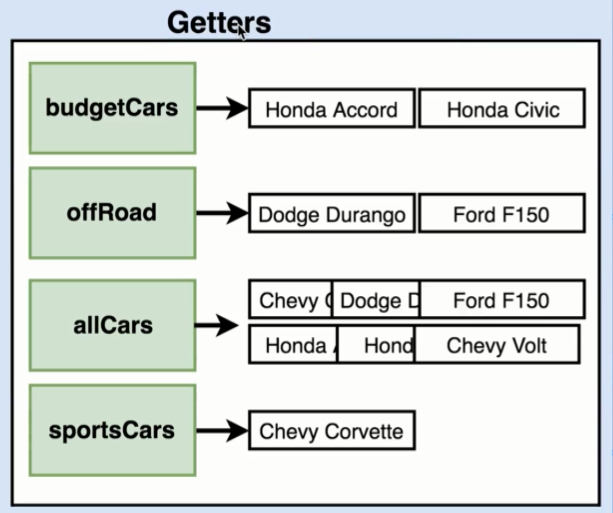 Getters
budgetCars
Honda Accord
Honda Civic
offRoad
Dodge Durango
Ford F150
allCars
Chevy
Dodge D
Ford F150
Honda
Hond
Chevy Volt
sportsCars
Chevy Corvette